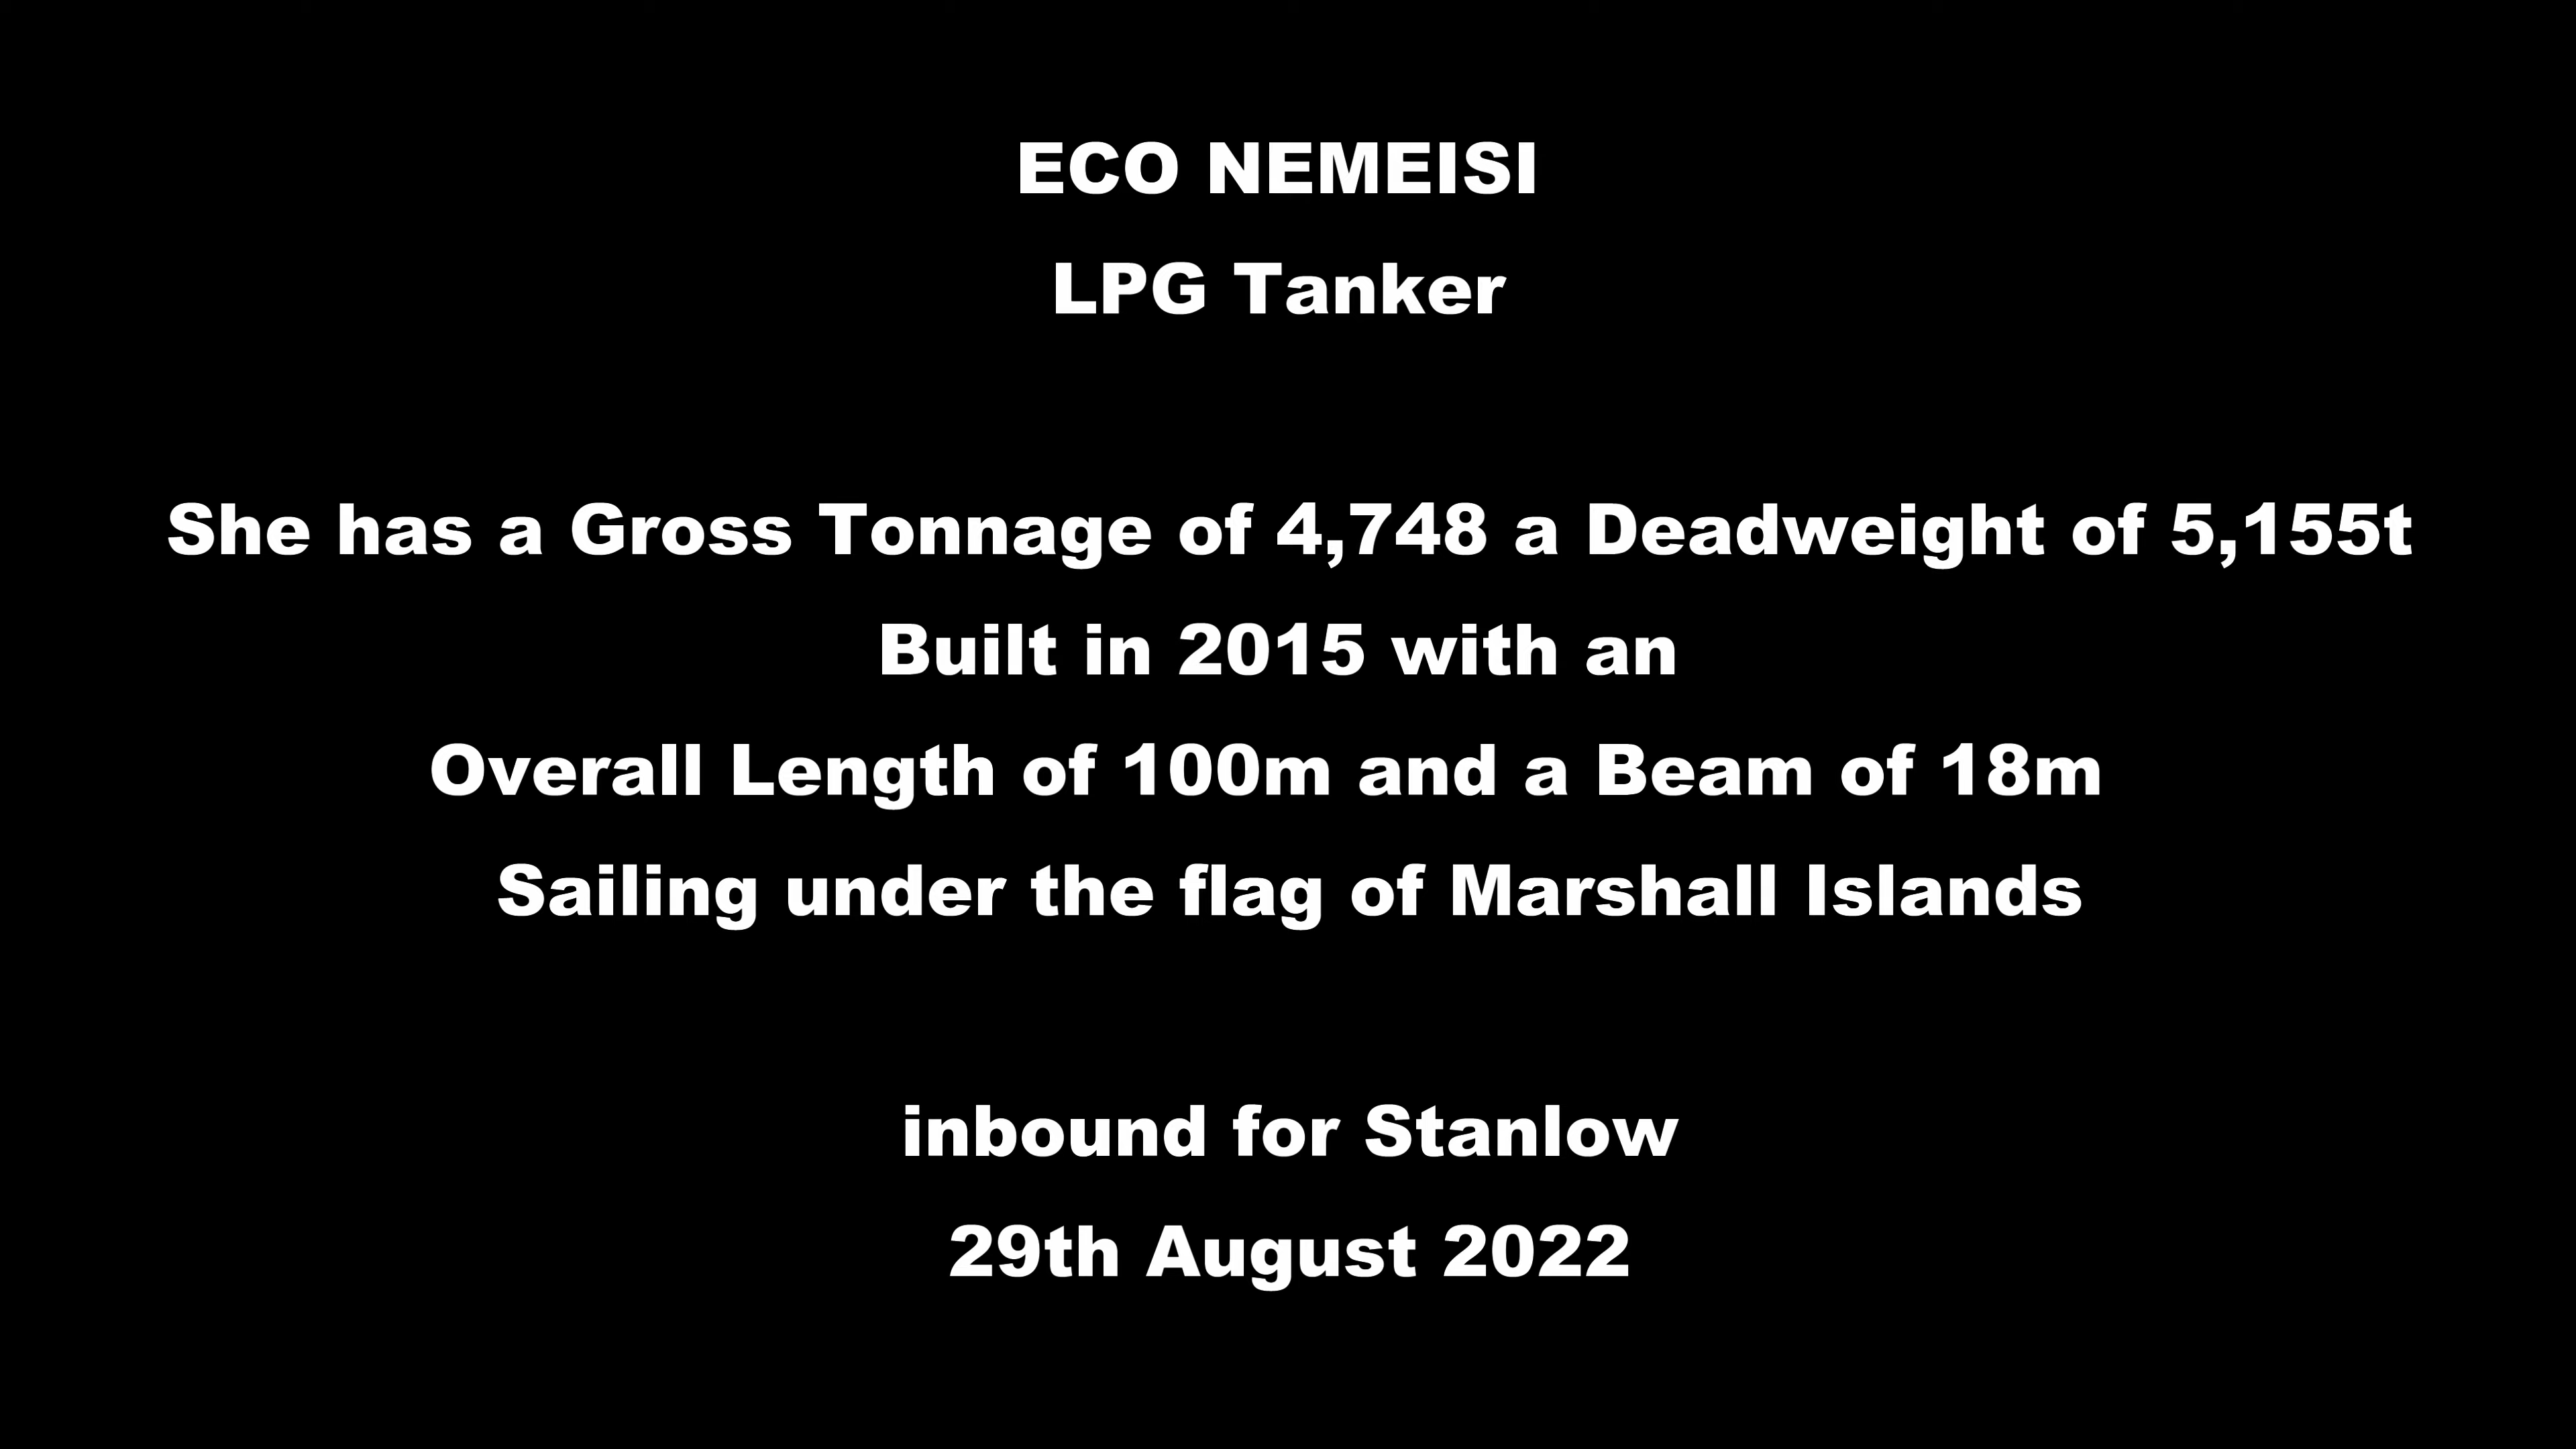 ECO NEMEISI
LPG Tanker
She has a Gross Tonnage of 4,748 a Deadweight of 5,155t
Built in 2015 with an
Overall Length of 100m and a Beam of 18m
Sailing under the flag of Marshall Islands
inbound for Stanlow
29th August 2022